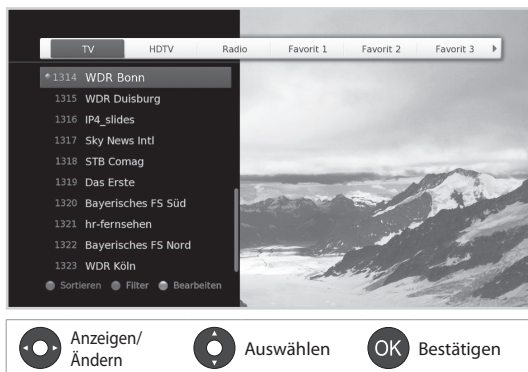 TV HDTV Radio Favorit 1 Favorit 2 Favorit 3
1314 WDR Bonn
1315 WDR Duisburg
1316 IP4_slides
1317 Sky News Intl
1318 STB Comag
1319 Das Erste
1320 Bayerisches FS Süd
1321 hr-fernsehen
1322 Bayerisches FS Nord
1323 WDR Köln
Sortieren Filter Bearbeiten
Anzeigen/
Ändern
Auswählen
OK Bestätigen